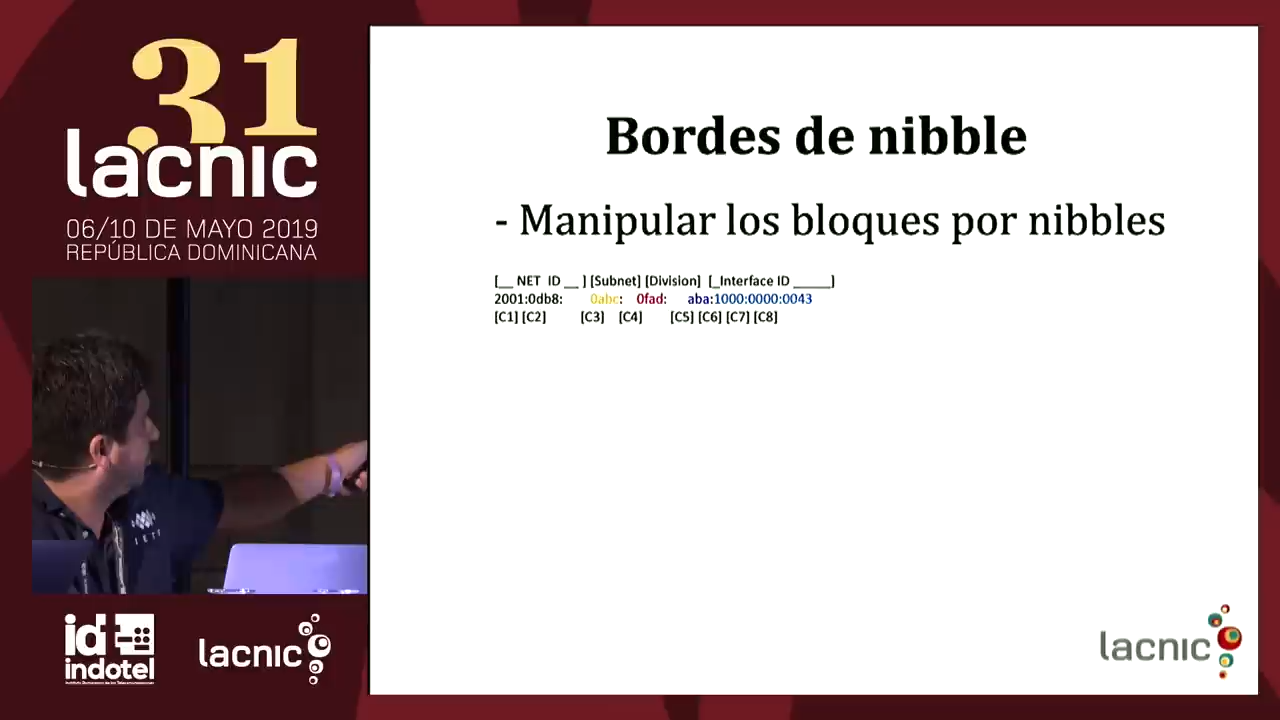 31
lacnic
06/10 DE MAYO 2019
REPÚBLICA DOMINICANA
Bordes de nibble
- Manipular los bloques por nibbles
[__ NET ID __ ] [Subnet] [Division] [_Interface ID _____]
2001:0db8: 0abc: 0fad: aba:1000:0000:0043
[C1] [C2] [C3] [C4] [C5] [C6] [C7] [C8]
IETF
id
indotel
lacnic
lacnic